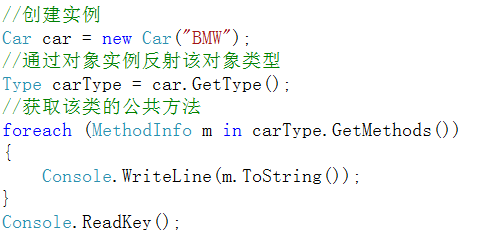 //创建实例
Car car = new Car("BMW");
//通过对象实例反射该对象类型
Type carType = car.GetType();
//获取该类的公共方法
foreach (MethodInfo m in carType.GetMethods())
{
    Console.WriteLine(m.ToString());
}
Console.ReadKey();